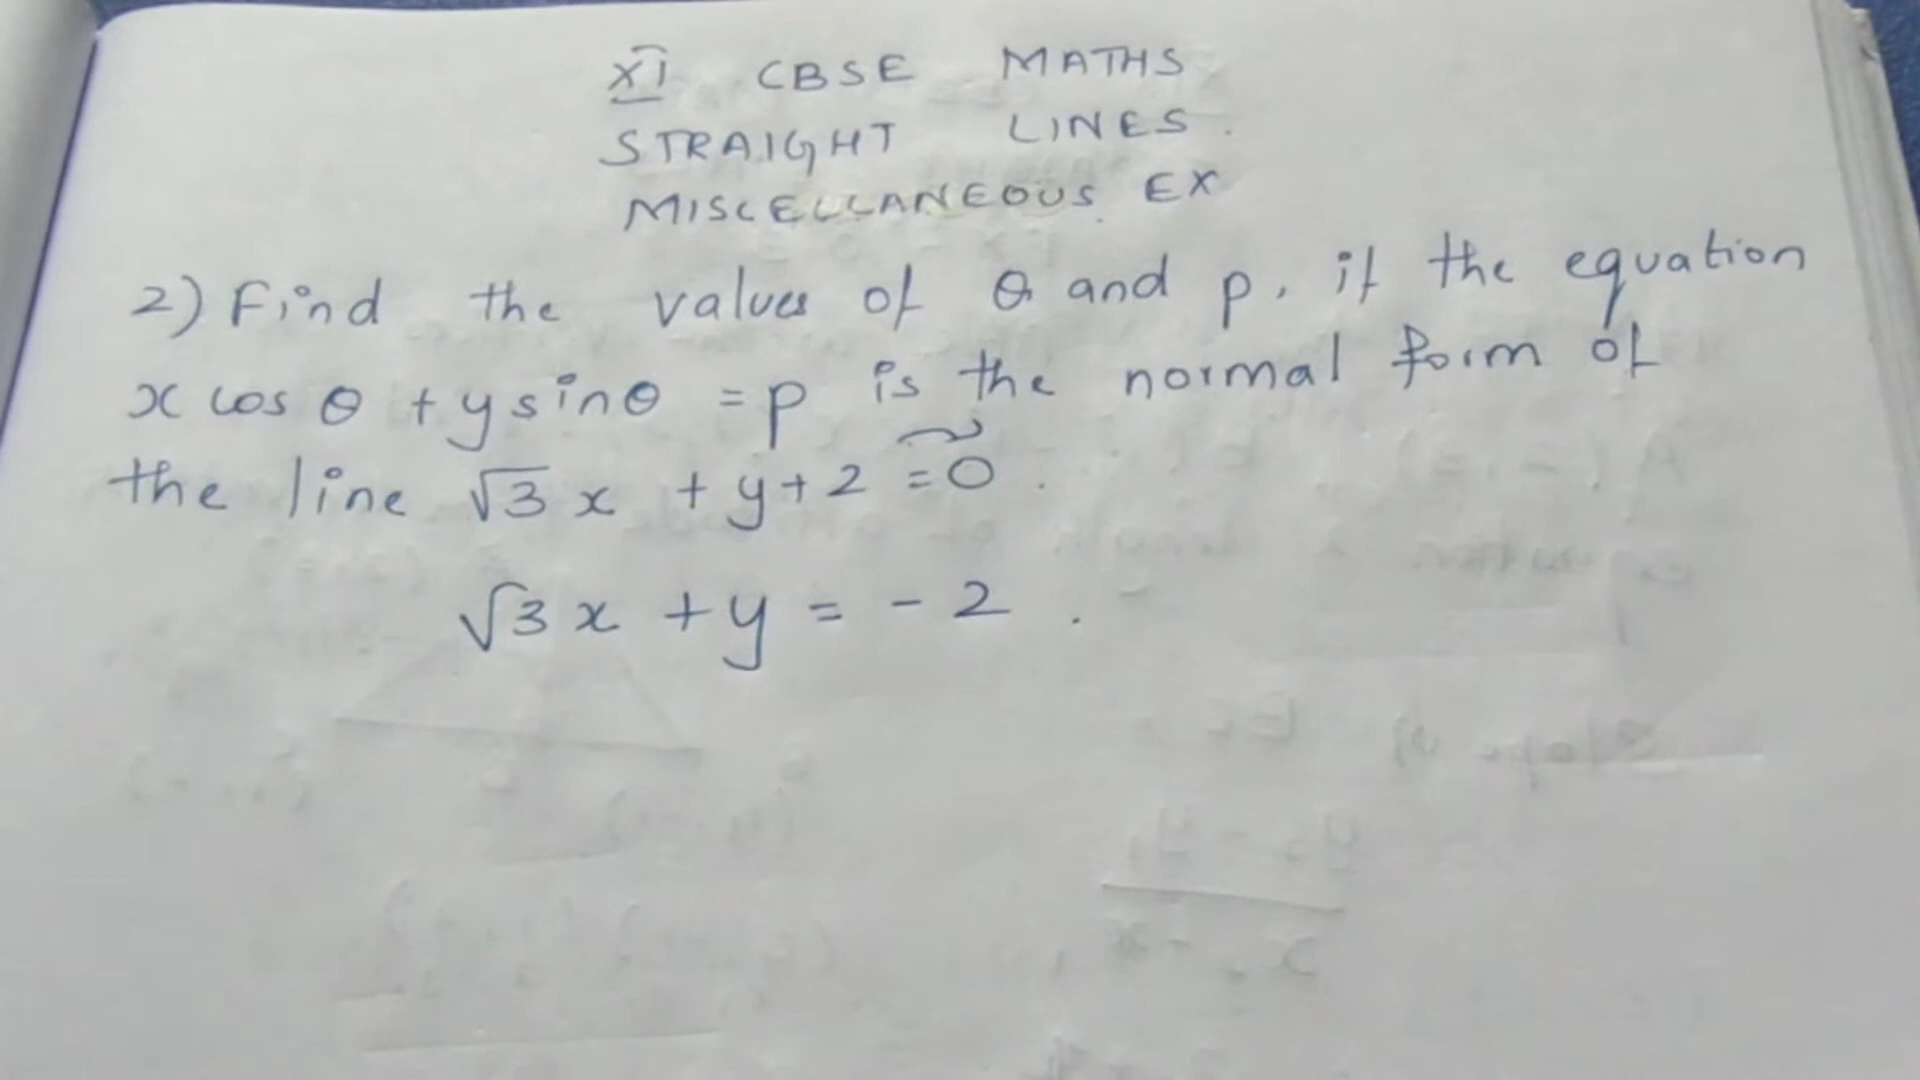 XI CBSE MATHS
STRAIGHT LINES.
MISCELLANEOUS EX
2) Find the values of θ and p, if the equation
x cos θ + y sin θ = p is the normal form of
the line √3 x + y + 2 = 0.
√3 x + y = - 2.